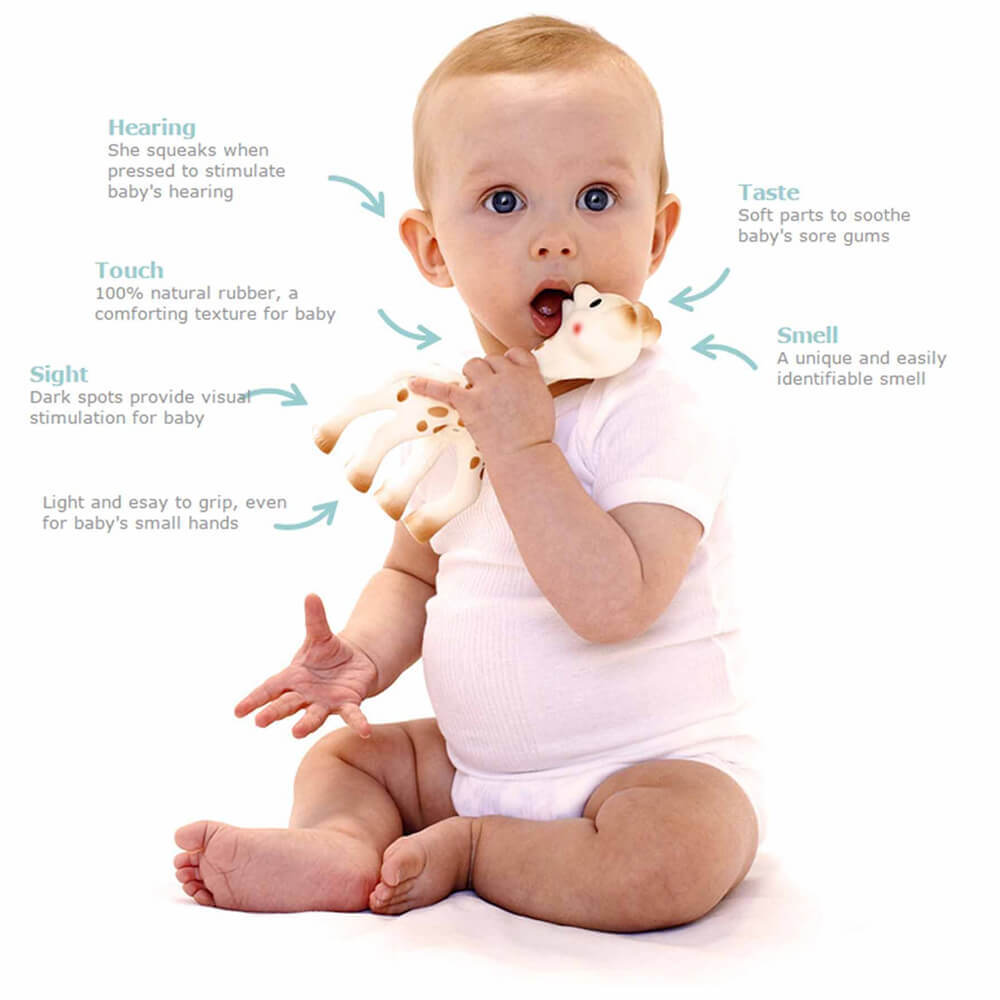 Hearing
She squeaks when
pressed to stimulate
baby's hearing
Taste
Soft parts to soothe
baby's sore gums
Touch
100% natural rubber, a
comforting texture for baby
Smell
A unique and easily
identifiable smell
Sight
Dark spots provide visual
stimulation for baby
Light and esay to grip, even
for baby's small hands